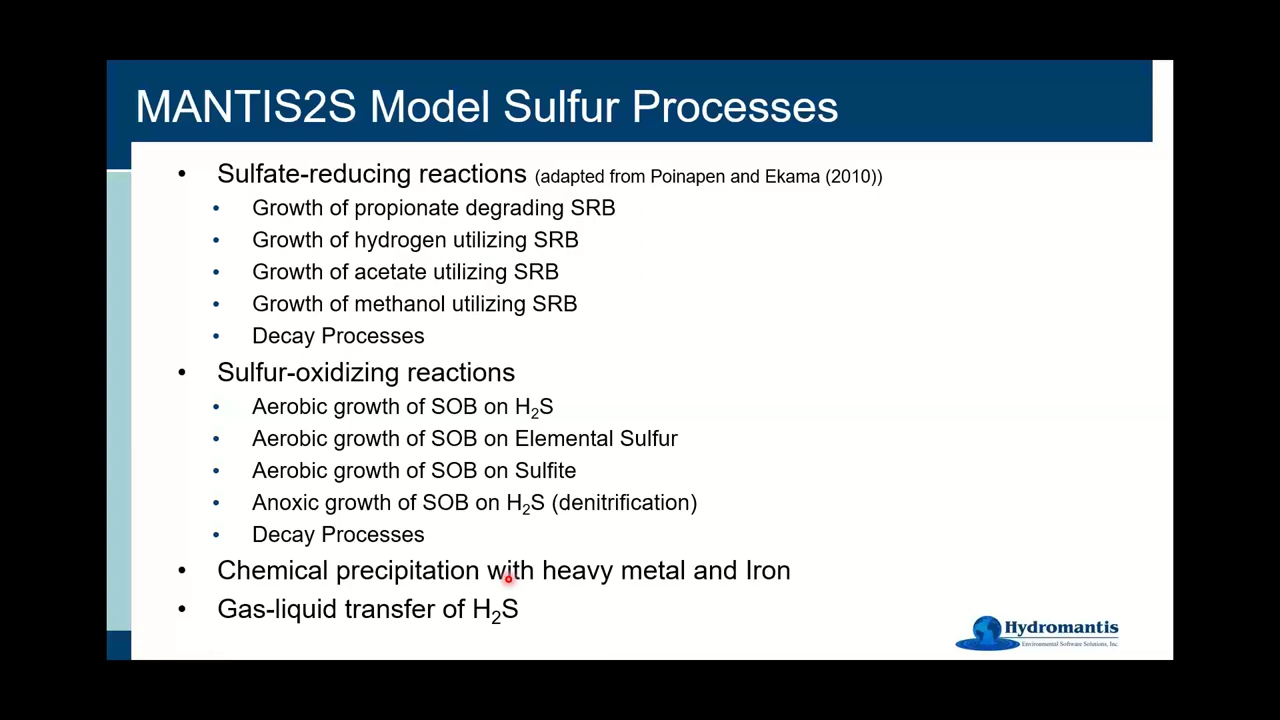 MANTIS2S Model Sulfur Processes
• Sulfate-reducing reactions (adapted from Poinapen and Ekama (2010))
• Growth of propionate degrading SRB
• Growth of hydrogen utilizing SRB
• Growth of acetate utilizing SRB
• Growth of methanol utilizing SRB
• Decay Processes
• Sulfur-oxidizing reactions
• Aerobic growth of SOB on H₂S
• Aerobic growth of SOB on Elemental Sulfur
• Aerobic growth of SOB on Sulfite
• Anoxic growth of SOB on H₂S (denitrification)
• Decay Processes
• Chemical precipitation with heavy metal and Iron
• Gas-liquid transfer of H₂S
Hydromantis
Environmental Software Solutions, Inc.